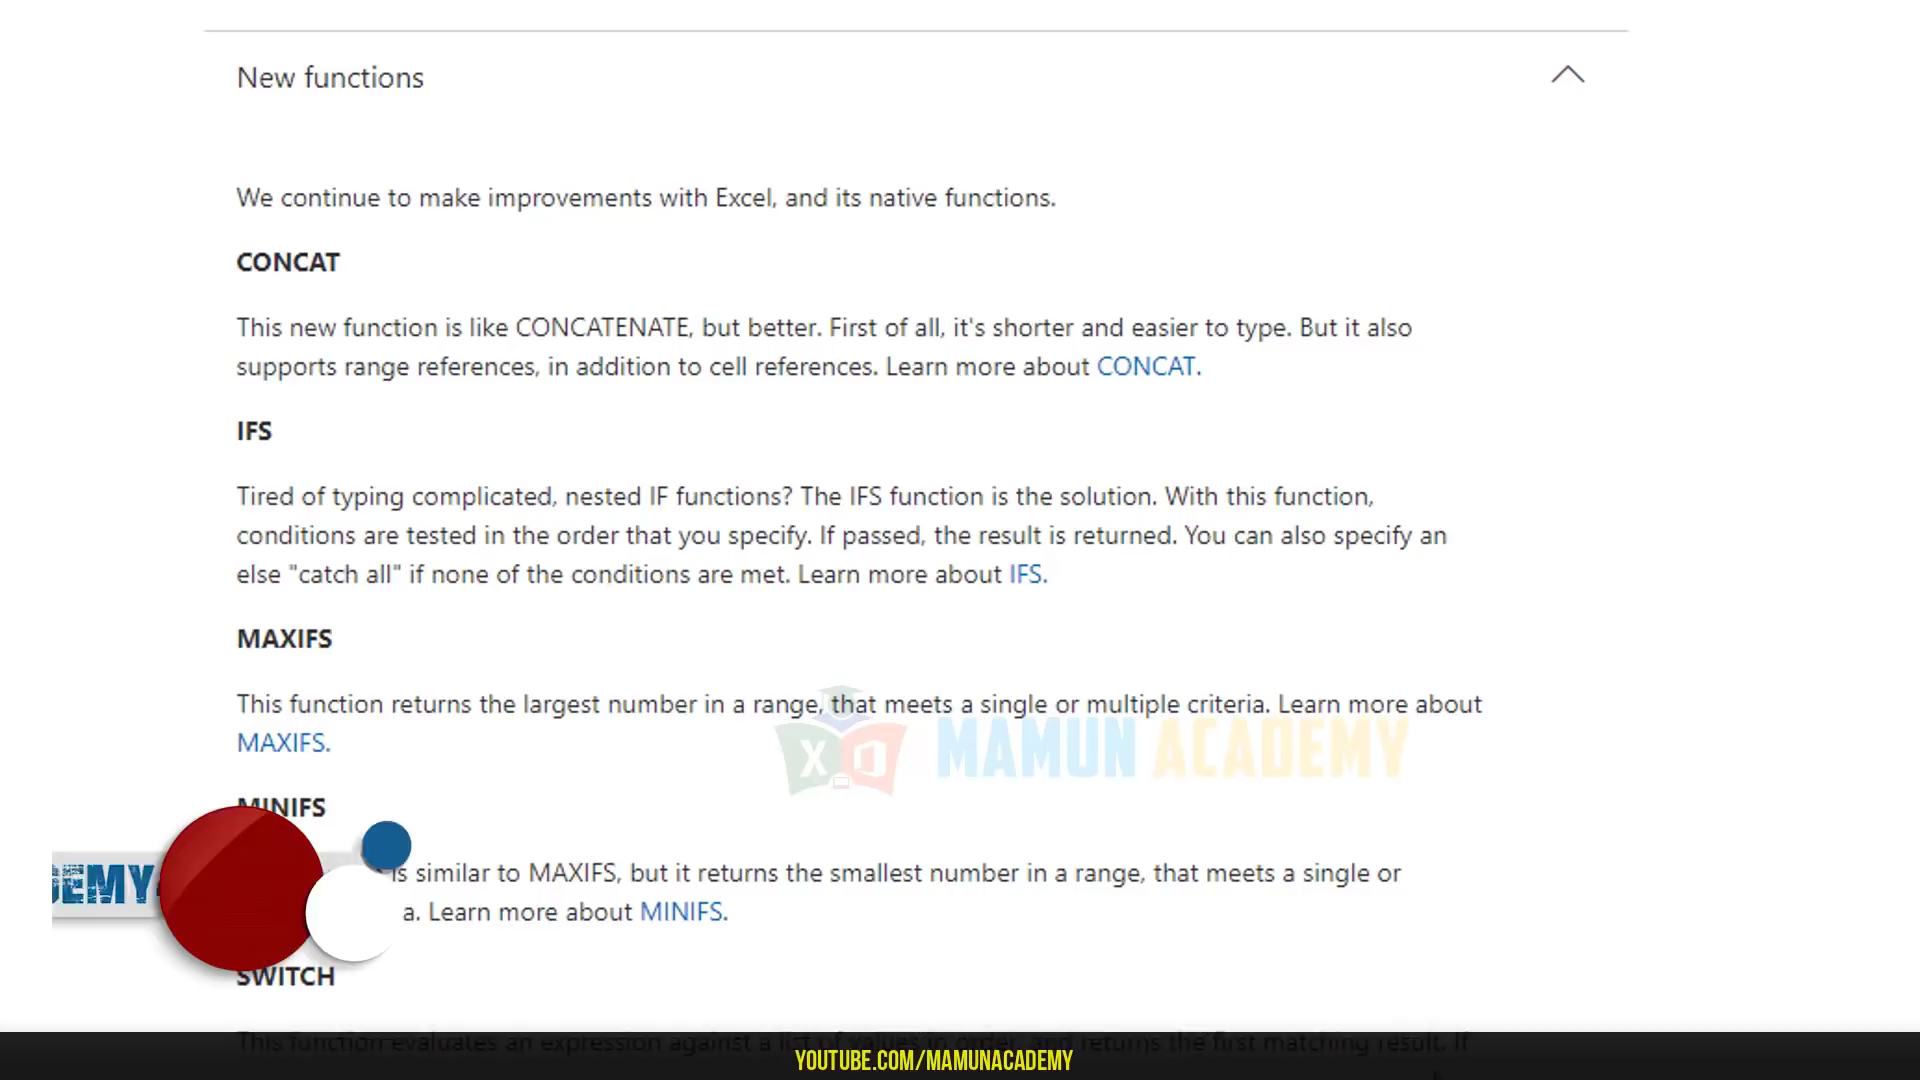 New functions
We continue to make improvements with Excel, and its native functions.
CONCAT
This new function is like CONCATENATE, but better. First of all, it's shorter and easier to type. But it also
supports range references, in addition to cell references. Learn more about CONCAT.
IFS
Tired of typing complicated, nested IF functions? The IFS function is the solution. With this function,
conditions are tested in the order that you specify. If passed, the result is returned. You can also specify an
else "catch all" if none of the conditions are met. Learn more about IFS.
MAXIFS
This function returns the largest number in a range, that meets a single or multiple criteria. Learn more about
MAXIFS.
MAMUN ACADEMY
MINIFS
is similar to MAXIFS, but it returns the smallest number in a range, that meets a single or
DEMY
a. Learn more about MINIFS.
SWITCH
This function evaluates an expression against a list of values in order, and returns the first matching result. If
YOUTUBE.COM/MAMUNACADEMY